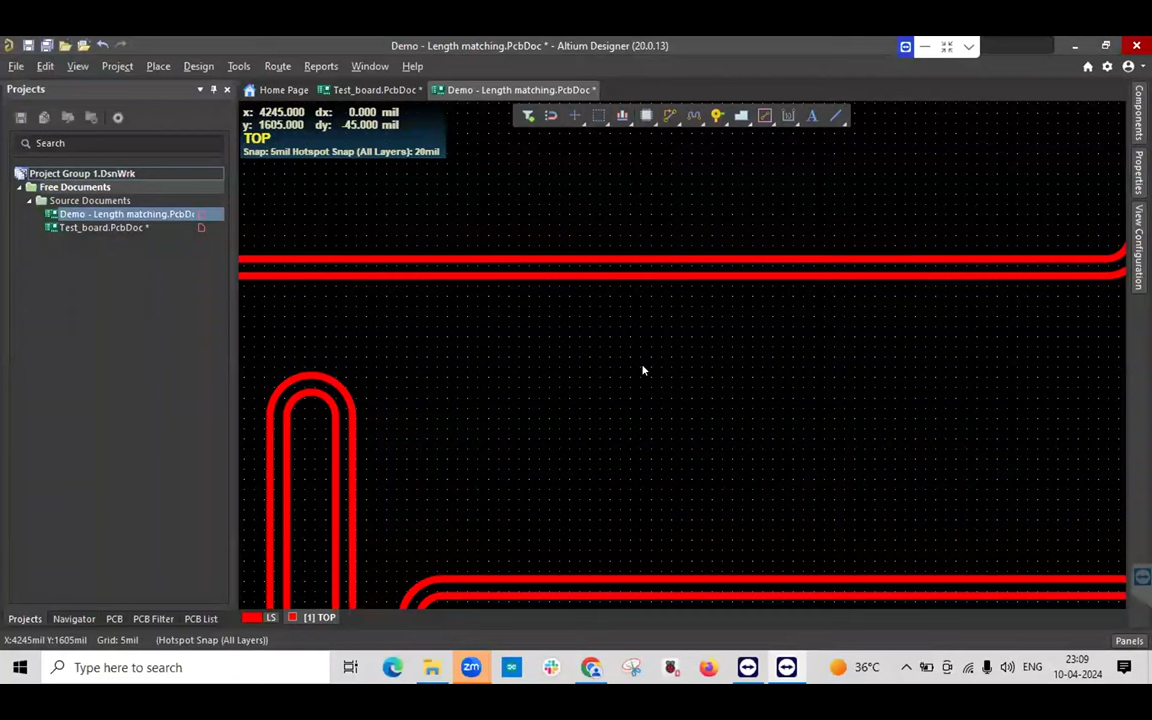 Demo - Length matching.PcbDoc * - Altium Designer (20.0.13)
File Edit View Project Place Design Tools Route Reports Window Help
Projects
Home Page
Test_board.PcbDoc *
Demo - Length matching.PcbDoc *
x: 4245.000 dx: 0.000 mil
y: 1605.000 dy: -45.000 mil
TOP
Snap: 5mil Hotspot Snap (All Layers): 20mil
Search
Project Group 1.DsnWrk
Free Documents
Source Documents
Demo - Length matching.PcbDo
Test_board.PcbDoc *
Components
Properties
View Configuration
Projects Navigator PCB PCB Filter PCB List
LS [1] TOP
X:4245mil Y:1605mil Grid: 5mil (Hotspot Snap (All Layers))
Panels
Type here to search
36°C
ENG
23:09
10-04-2024